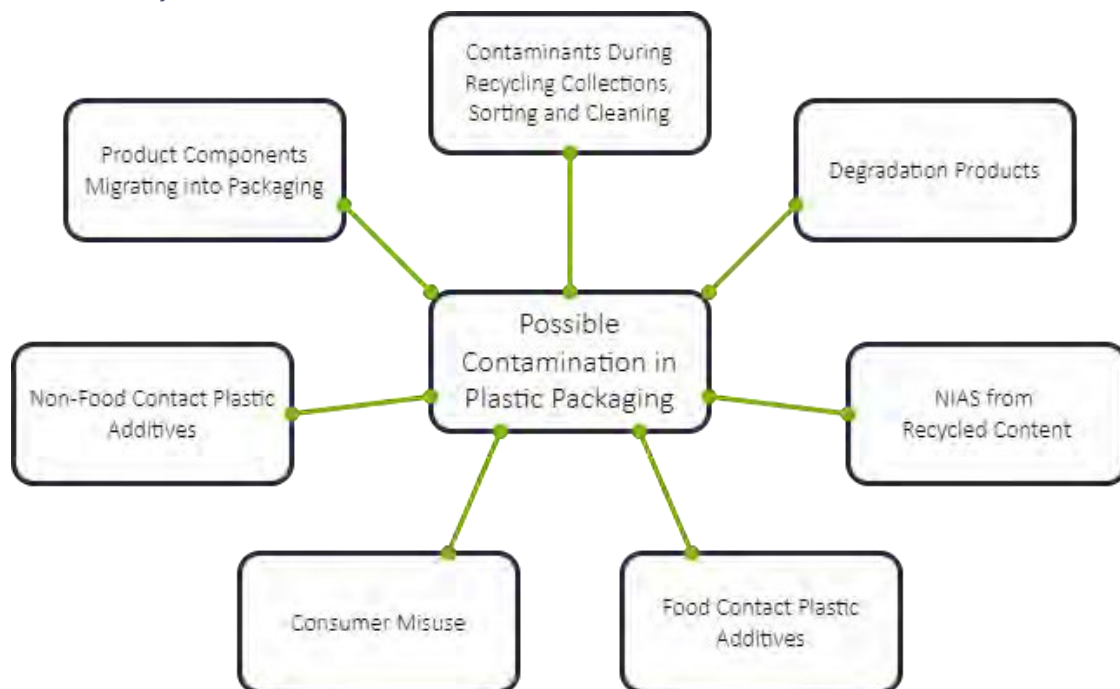 Contaminants During
Recycling Collections,
Sorting and Cleaning
Product Components
Migrating into Packaging
Degradation Products
Possible
Contamination in
Plastic Packaging
Non-Food Contact Plastic
Additives
NIAS from
Recycled Content
Consumer Misuse
Food Contact Plastic
Additives